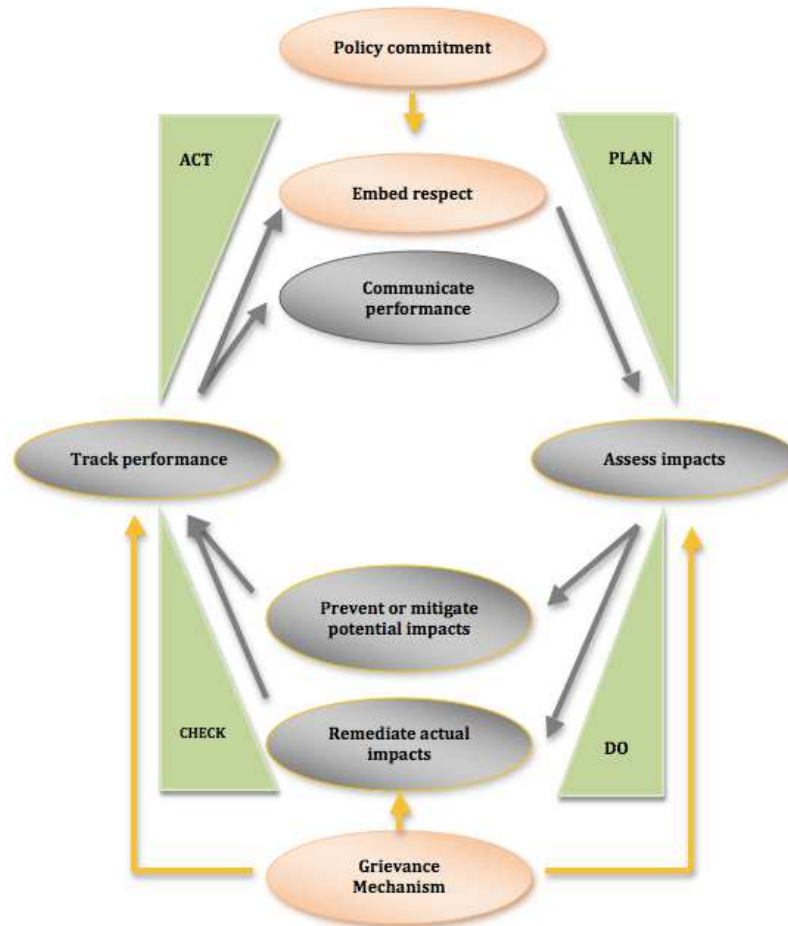 Policy commitment
ACT
PLAN
Embed respect
Communicate
performance
Track performance
Assess impacts
Prevent or mitigate
potential impacts
CHECK
Remediate actual
impacts
DO
Grievance
Mechanism